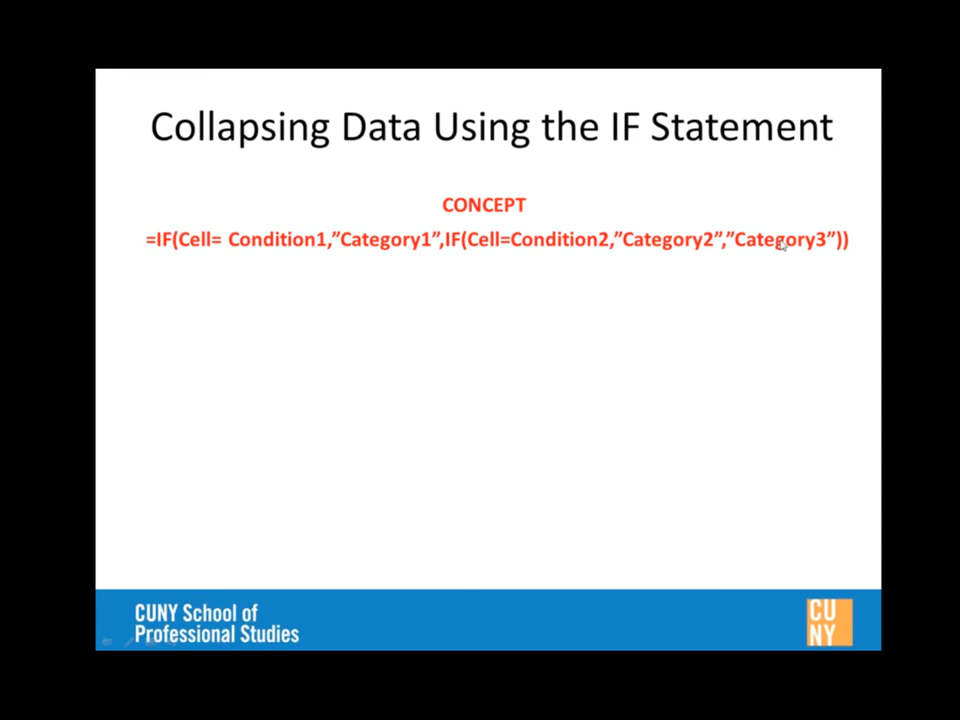 Collapsing Data Using the IF Statement
CONCEPT
=IF(Cell= Condition1,”Category1”,IF(Cell=Condition2,”Category2”,”Category3”))
CUNY School of
Professional Studies
CU
NY